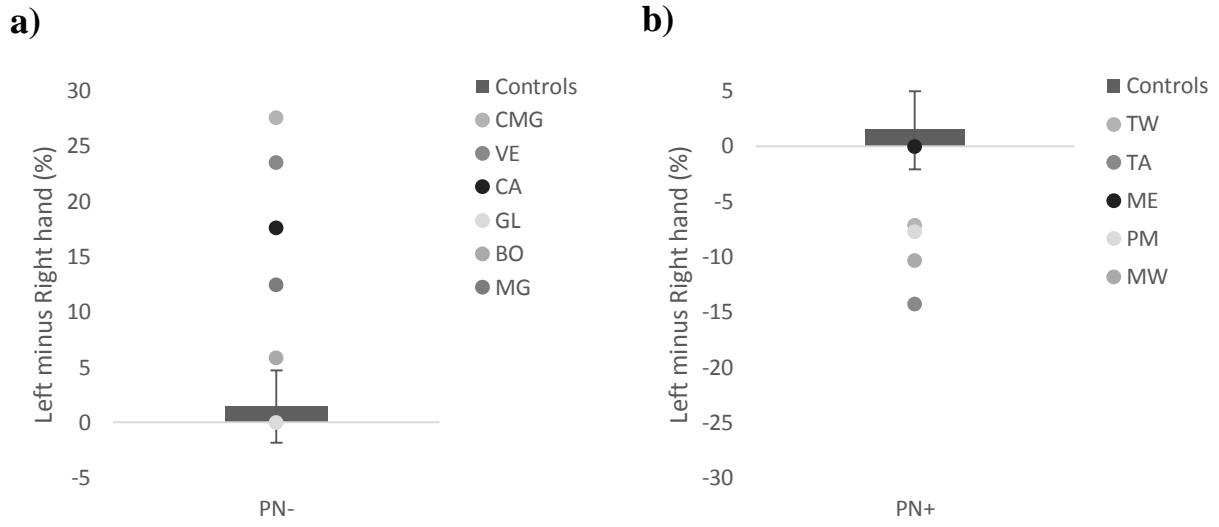 a)
Left minus Right hand (%)
30
25
20
15
10
5
0
-5
PN-
Controls
CMG
VE
CA
GL
BO
MG
b)
Left minus Right hand (%)
5
0
-5
-10
-15
-20
-25
-30
PN+
Controls
TW
TA
ME
PM
MW